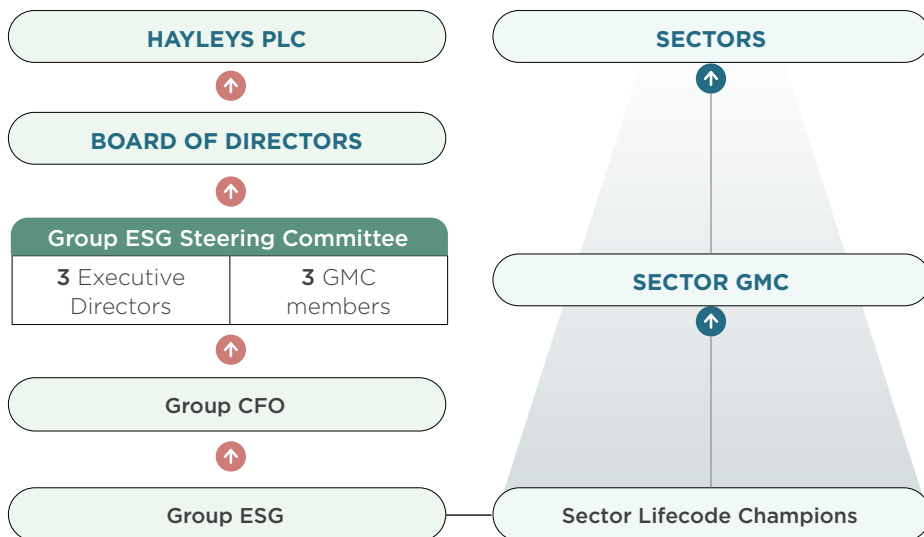 HAYLEYS PLC
BOARD OF DIRECTORS
Group ESG Steering Committee
3 Executive
Directors
3 GMC
members
Group CFO
Group ESG
SECTORS
SECTOR GMC
Sector Lifecode Champions